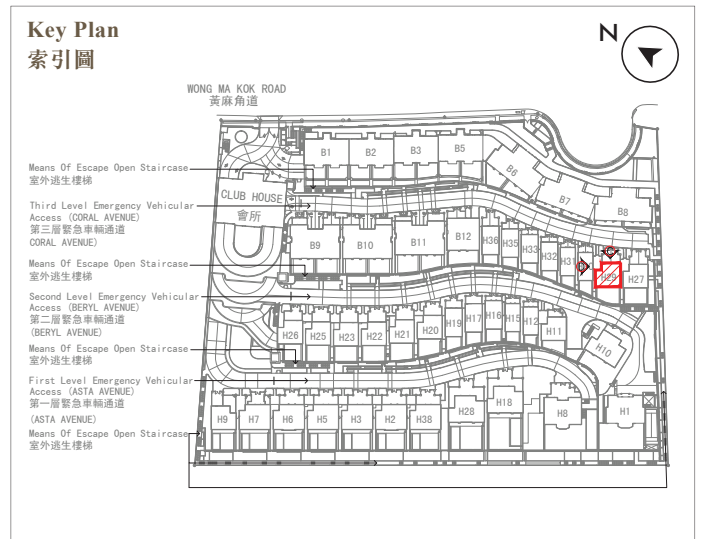 Key Plan
索引圖
N
WONG MA KOK ROAD
黃麻角道
Means Of Escape Open Staircase
室外逃生樓梯
CLUB HOUSE
會所
Third Level Emergency Vehicular
Access (CORAL AVENUE)
第三層緊急車輛通道
CORAL AVENUE)
Means Of Escape Open Staircase
室外逃生樓梯
Second Level Emergency Vehicular
Access (BERYL AVENUE)
第二層緊急車輛通道
(BERYL AVENUE)
Means Of Escape Open Staircase
室外逃生樓梯
First Level Emergency Vehicular
Access (ASTA AVENUE)
第一層緊急車輛通道
(ASTA AVENUE)
Means Of Escape Open Staircase
室外逃生樓梯
B1 B2 B3 B5 B6 B7 B8
B9 B10 B11 B12 H36 H35 H33 H32 H31 H29 H27
H26 H25 H23 H22 H21 H20 H19 H17 H16 H15 H12 H11 H10
H9 H7 H6 H5 H3 H2 H38 H28 H18 H8 H1